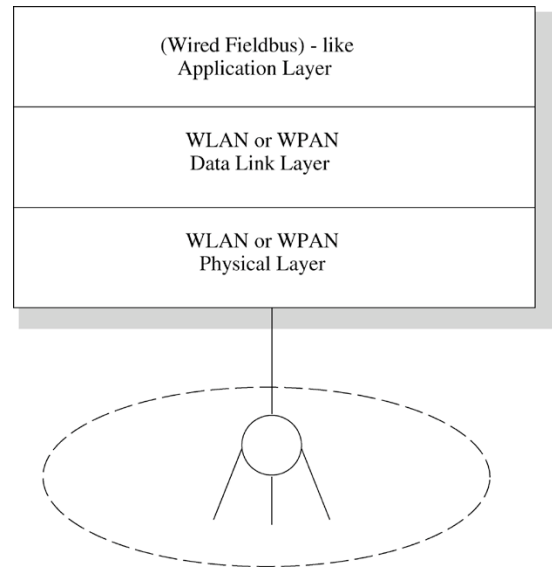 (Wired Fieldbus) - like
Application Layer
WLAN or WPAN
Data Link Layer
WLAN or WPAN
Physical Layer